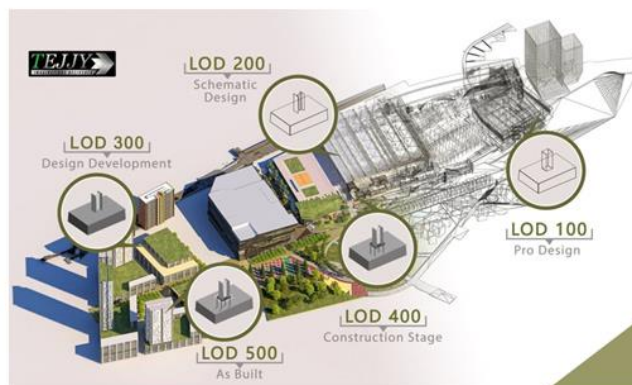 TEJJY
LOD 200
Schematic
Design
LOD 300
Design Development
LOD 100
Pro Design
LOD 400
Construction Stage
LOD 500
As Built